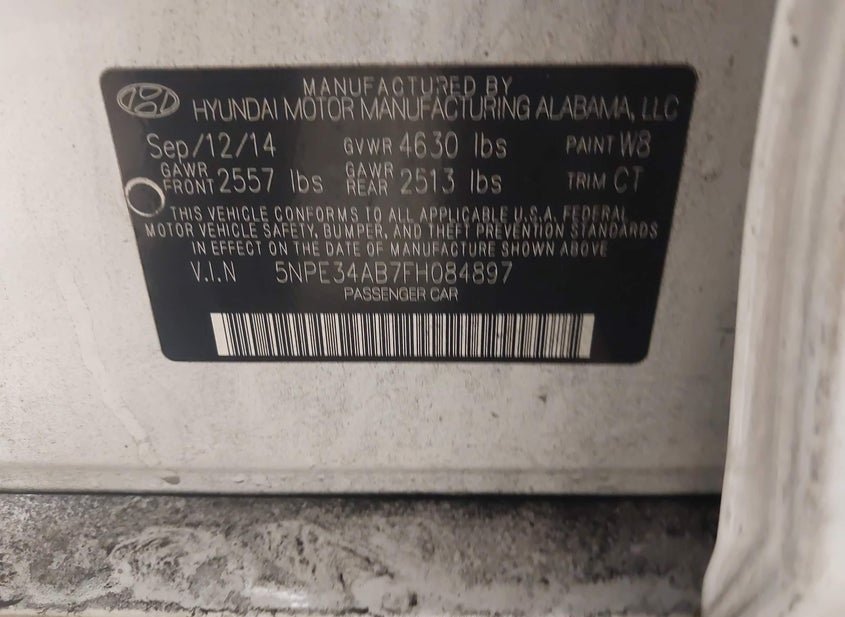 MANUFACTURED BY
HYUNDAI MOTOR MANUFACTURING ALABAMA, LLC
Sep/12/14 GVWR 4630 lbs PAINT W8
GAWR FRONT 2557 lbs GAWR REAR 2513 lbs TRIM CT
THIS VEHICLE CONFORMS TO ALL APPLICABLE U.S.A. FEDERAL
MOTOR VEHICLE SAFETY, BUMPER, AND THEFT PREVENTION STANDARDS
IN EFFECT ON THE DATE OF MANUFACTURE SHOWN ABOVE
V.I.N 5NPE34AB7FH084897
PASSENGER CAR